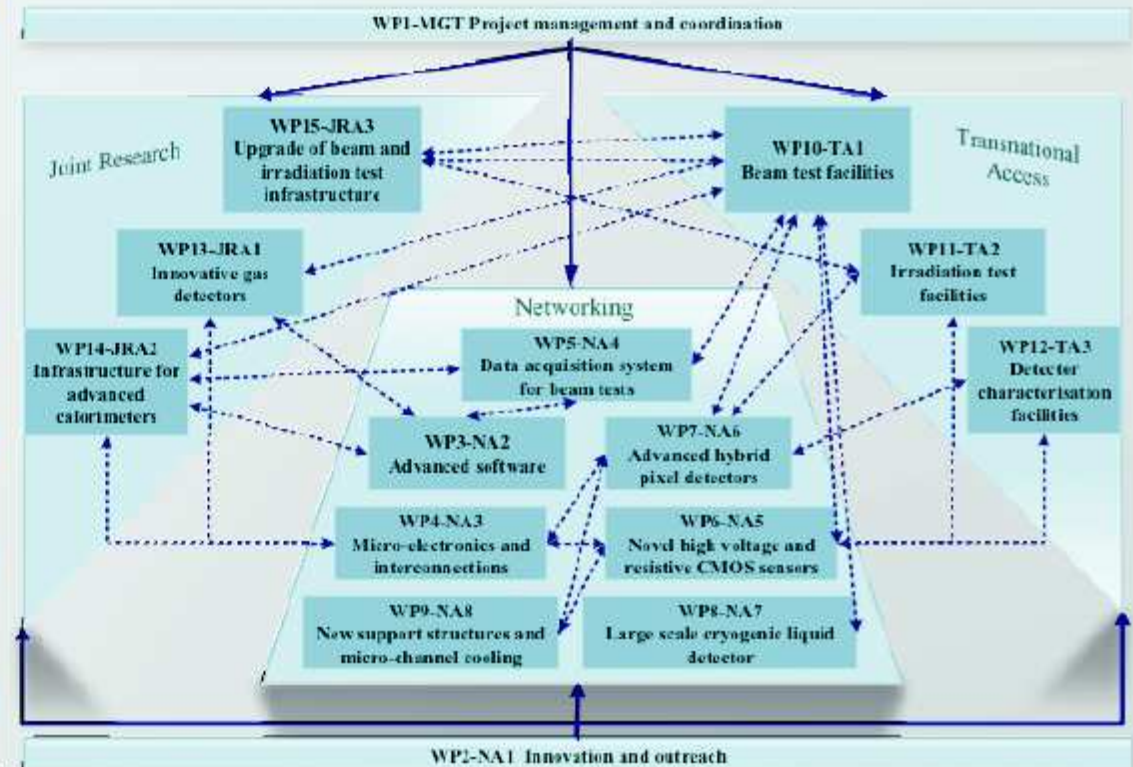 WP1-MGT Project management and coordination
Joint Research
WP15-JRA3
Upgrade of beam and
irradiation test
infrastructure
WP10-TA1
Beam test facilities
Transnational
Access
WP13-JRA1
Innovative gas
detectors
WP11-TA2
Irradiation test
facilities
Networking
WP14-JRA2
Infrastructure for
advanced
calorimeters
WP5-NA4
Data acquisition system
for beam tests
WP12-TA3
Detecter
characterisation
facilities
WP3-NA2
Advanced software
WP7-NA6
Advanced hybrid
pixel detectors
WP4-NA3
Micro-electronics and
interconnections
WP6-NA5
Novel high voltage and
resistive CMOS sensors
WP9-NA8
New support structures and
micro-channel cooling
WP8-NA7
Large scale cryogenic liquid
detector
WP2-NA1 Innovation and outreach